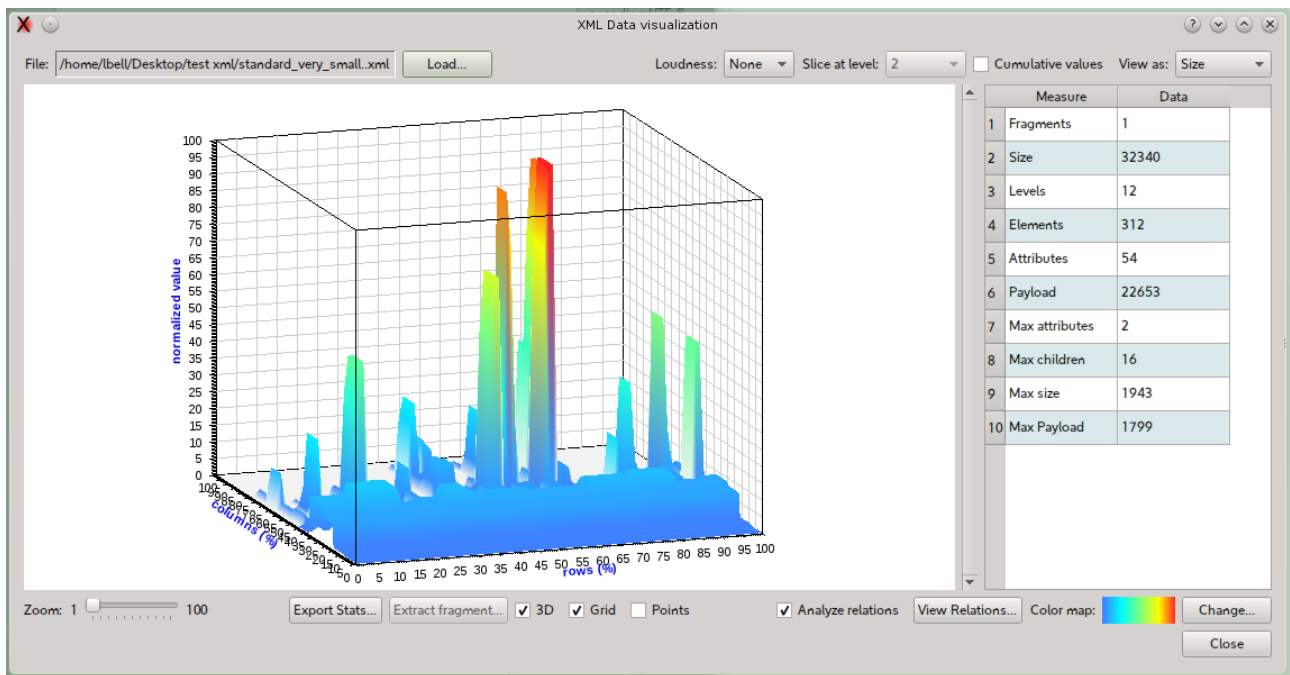 XML Data visualization
File: /home/lbell/Desktop/test xml/standard_very_small..xml Load... Loudness: None Slice at level: 2 Cumulative values View as: Size
Measure Data
1 Fragments 1
2 Size 32340
3 Levels 12
4 Elements 312
5 Attributes 54
6 Payload 22653
7 Max attributes 2
8 Max children 16
9 Max size 1943
10 Max Payload 1799
normalized value
100
95
90
85
80
75
70
65
60
55
50
45
40
35
30
25
20
15
10
5
0
columns (%)
0 5 10 15 20 25 30 35 40 45 50 55 60 65 70 75 80 85 90 95 100
rows (%)
Zoom: 1 100 Export Stats... Extract fragment... 3D Grid Points Analyze relations View Relations... Color map: Change...
Close